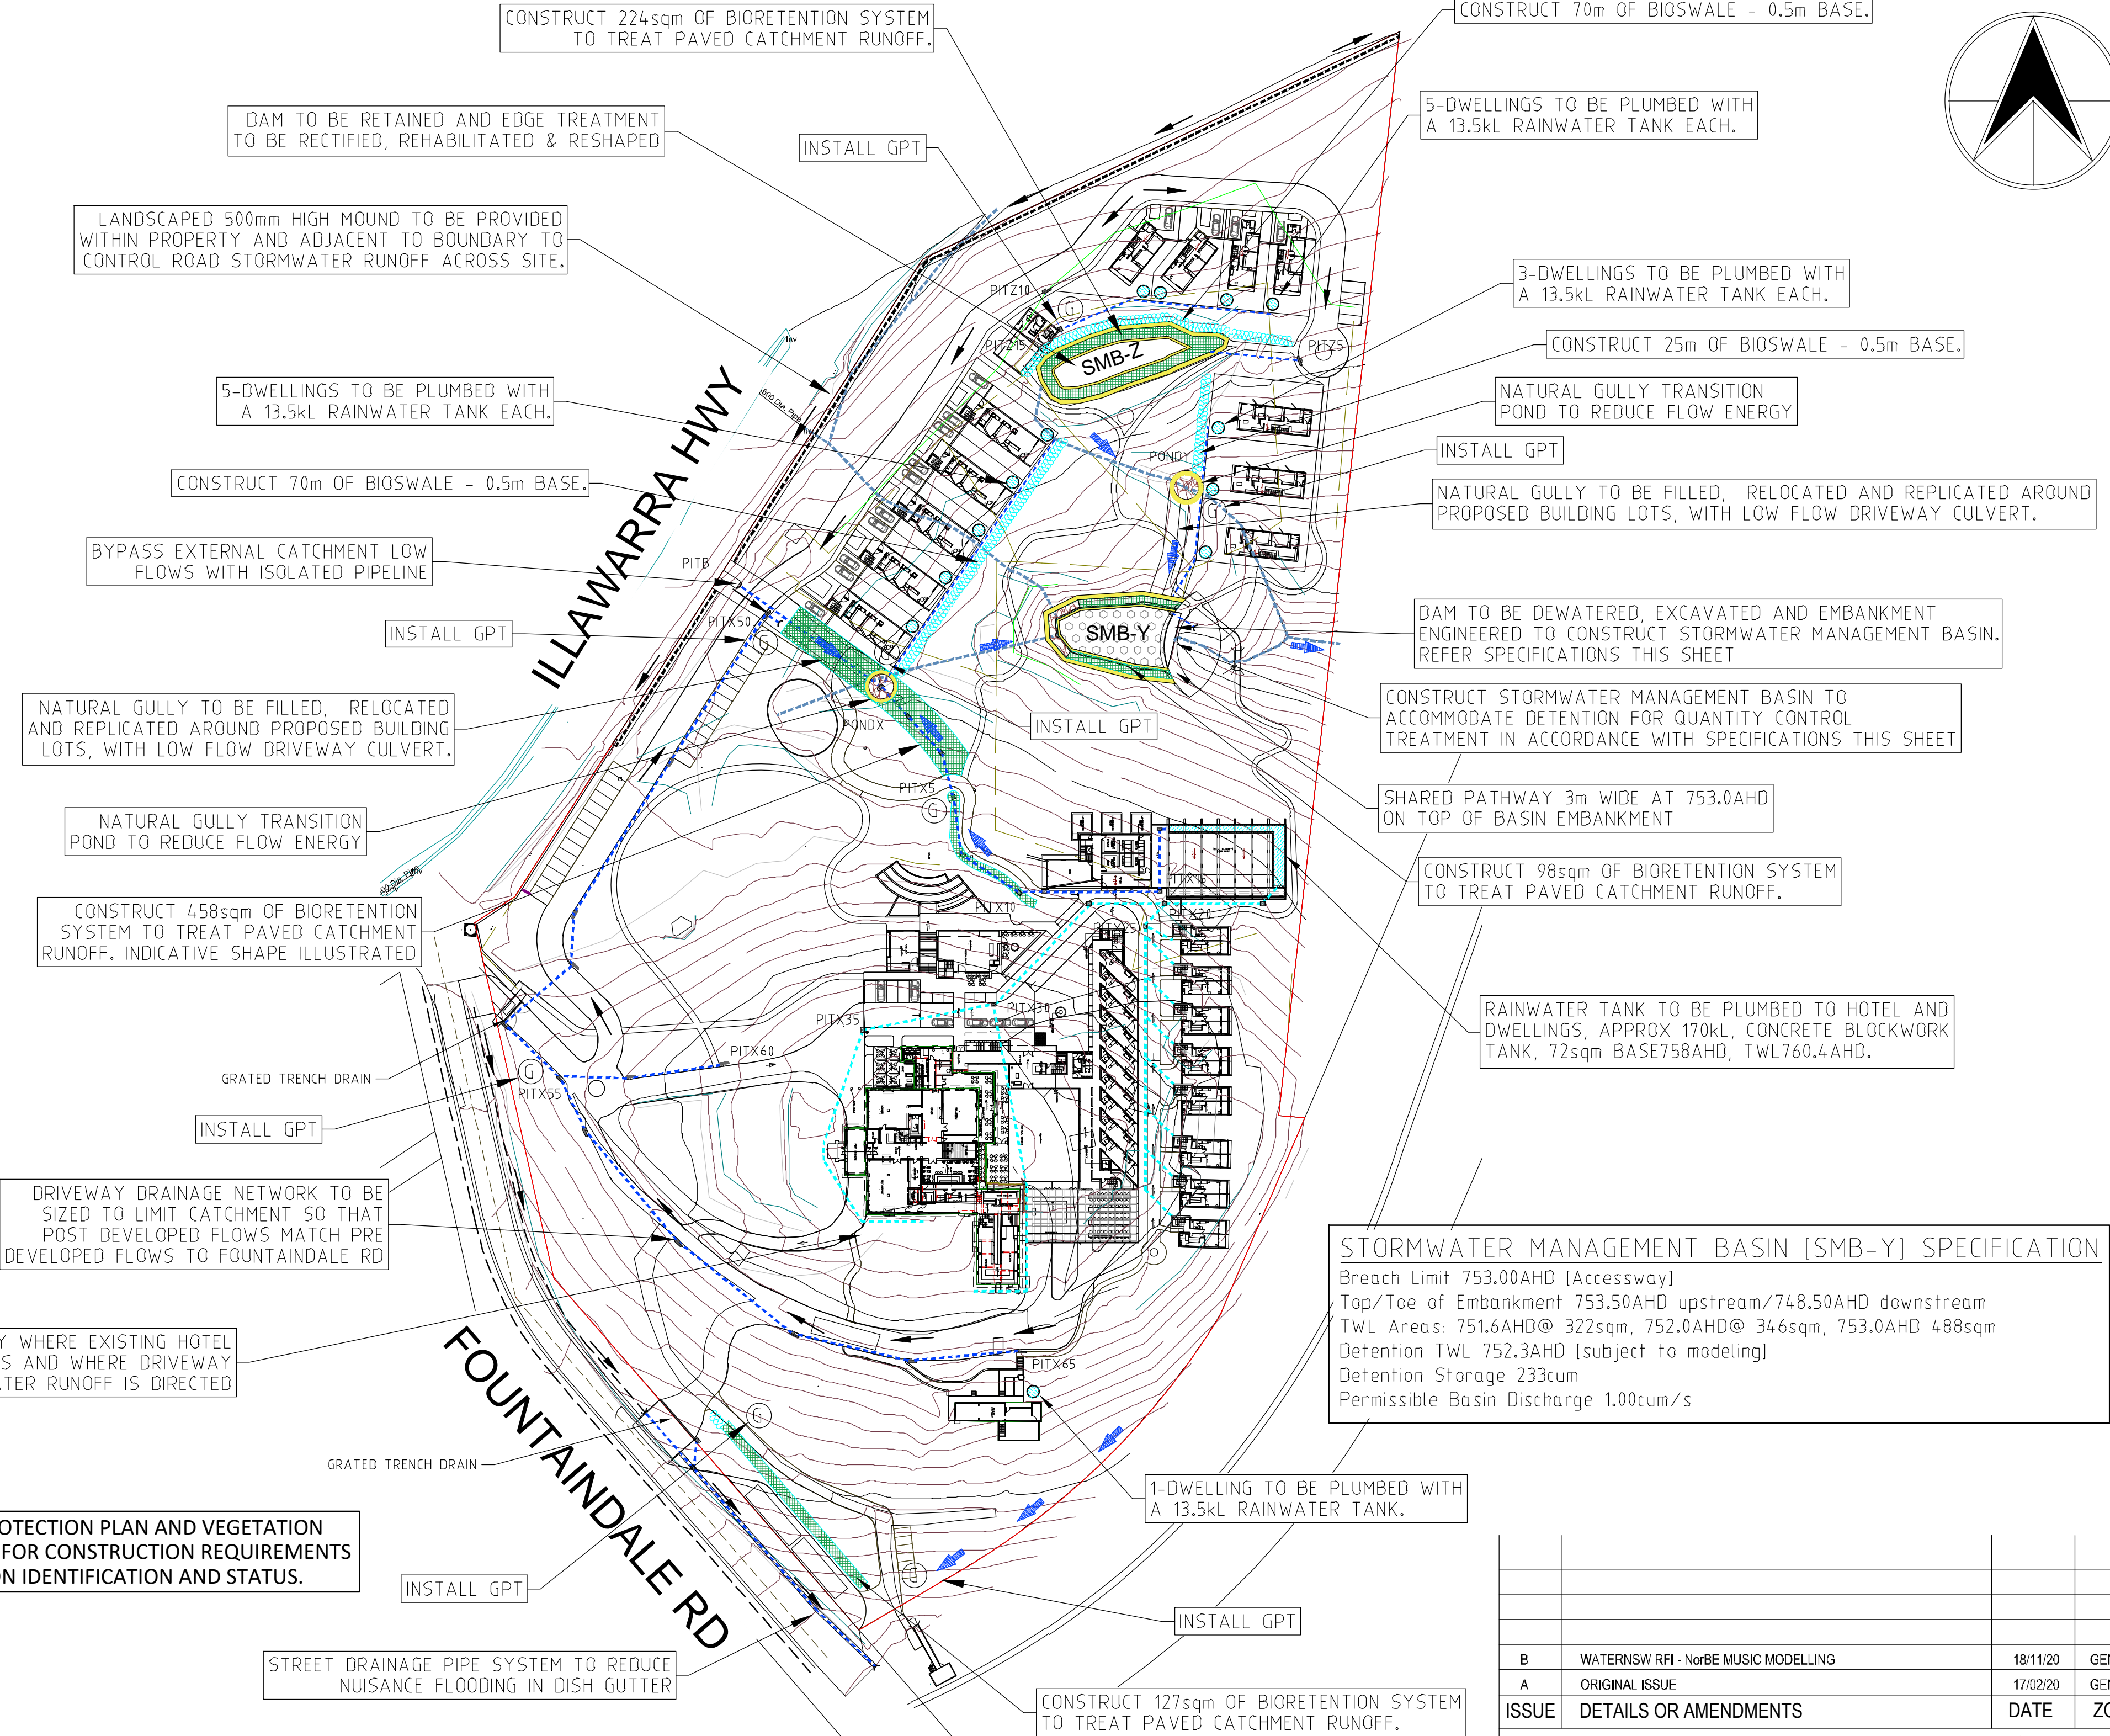 CONSTRUCT 224sqm OF BIORETENTION SYSTEM
TO TREAT PAVED CATCHMENT RUNOFF.
CONSTRUCT 70m OF BIOSWALE - 0.5m BASE.
DAM TO BE RETAINED AND EDGE TREATMENT
TO BE RECTIFIED, REHABILITATED & RESHAPED
INSTALL GPT
5-DWELLINGS TO BE PLUMBED WITH
A 13.5kL RAINWATER TANK EACH.
LANDSCAPED 500mm HIGH MOUND TO BE PROVIDED
WITHIN PROPERTY AND ADJACENT TO BOUNDARY TO
CONTROL ROAD STORMWATER RUNOFF ACROSS SITE.
3-DWELLINGS TO BE PLUMBED WITH
A 13.5kL RAINWATER TANK EACH.
PITZ10
G
PITZ15
SMB-Z
PITZ5
CONSTRUCT 25m OF BIOSWALE - 0.5m BASE.
5-DWELLINGS TO BE PLUMBED WITH
A 13.5kL RAINWATER TANK EACH.
NATURAL GULLY TRANSITION
POND TO REDUCE FLOW ENERGY
INSTALL GPT
PONDY
G
CONSTRUCT 70m OF BIOSWALE - 0.5m BASE.
NATURAL GULLY TO BE FILLED, RELOCATED AND REPLICATED AROUND
PROPOSED BUILDING LOTS, WITH LOW FLOW DRIVEWAY CULVERT.
ILLAWARRA HWY
BYPASS EXTERNAL CATCHMENT LOW
FLOWS WITH ISOLATED PIPELINE
PITB
PITX50
G
INSTALL GPT
SMB-Y
DAM TO BE DEWATERED, EXCAVATED AND EMBANKMENT
ENGINEERED TO CONSTRUCT STORMWATER MANAGEMENT BASIN.
REFER SPECIFICATIONS THIS SHEET
NATURAL GULLY TO BE FILLED, RELOCATED
AND REPLICATED AROUND PROPOSED BUILDING
LOTS, WITH LOW FLOW DRIVEWAY CULVERT.
G
PONDX
INSTALL GPT
CONSTRUCT STORMWATER MANAGEMENT BASIN TO
ACCOMMODATE DETENTION FOR QUANTITY CONTROL
TREATMENT IN ACCORDANCE WITH SPECIFICATIONS THIS SHEET
PITX5
G
SHARED PATHWAY 3m WIDE AT 753.0AHD
ON TOP OF BASIN EMBANKMENT
NATURAL GULLY TRANSITION
POND TO REDUCE FLOW ENERGY
PITX15
CONSTRUCT 98sqm OF BIORETENTION SYSTEM
TO TREAT PAVED CATCHMENT RUNOFF.
CONSTRUCT 458sqm OF BIORETENTION
SYSTEM TO TREAT PAVED CATCHMENT
RUNOFF. INDICATIVE SHAPE ILLUSTRATED
PITX10
PITX20
PITX25
PITX30
PITX35
RAINWATER TANK TO BE PLUMBED TO HOTEL AND
DWELLINGS, APPROX 170kL, CONCRETE BLOCKWORK
TANK, 72sqm BASE758AHD, TWL760.4AHD.
PITX60
GRATED TRENCH DRAIN
G
PITX55
INSTALL GPT
DRIVEWAY DRAINAGE NETWORK TO BE
SIZED TO LIMIT CATCHMENT SO THAT
POST DEVELOPED FLOWS MATCH PRE
DEVELOPED FLOWS TO FOUNTAINDALE RD
STORMWATER MANAGEMENT BASIN [SMB-Y] SPECIFICATION
Breach Limit 753.00AHD [Accessway]
Top/Toe of Embankment 753.50AHD upstream/748.50AHD downstream
TWL Areas: 751.6AHD@ 322sqm, 752.0AHD@ 346sqm, 753.0AHD 488sqm
Detention TWL 752.3AHD [subject to modeling]
Detention Storage 233cum
Permissible Basin Discharge 1.00cum/s
Y WHERE EXISTING HOTEL
S AND WHERE DRIVEWAY
ATER RUNOFF IS DIRECTED
FOUNTAINDALE RD
PITX65
G
GRATED TRENCH DRAIN
1-DWELLING TO BE PLUMBED WITH
A 13.5kL RAINWATER TANK.
OTECTION PLAN AND VEGETATION
FOR CONSTRUCTION REQUIREMENTS
ON IDENTIFICATION AND STATUS.
INSTALL GPT
G
INSTALL GPT
STREET DRAINAGE PIPE SYSTEM TO REDUCE
NUISANCE FLOODING IN DISH GUTTER
CONSTRUCT 127sqm OF BIORETENTION SYSTEM
TO TREAT PAVED CATCHMENT RUNOFF.
B WATERNSW RFI - NorBE MUSIC MODELLING 18/11/20 GEN
A ORIGINAL ISSUE 17/02/20 GEN
ISSUE DETAILS OR AMENDMENTS DATE ZO